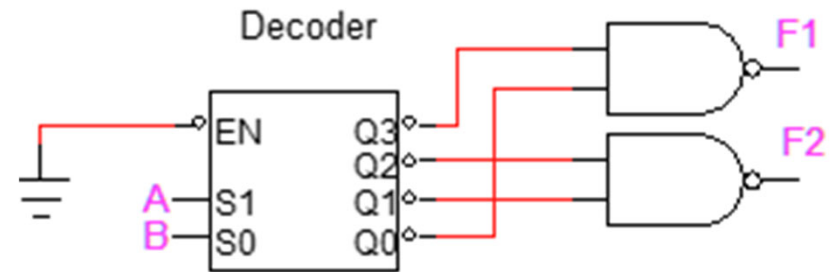 Decoder
F1
EN Q3
Q2
F2
A S1 Q1
B S0 Q0